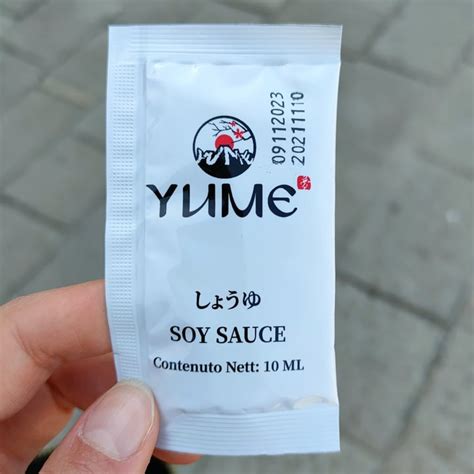 09112023
20211110
YUME
しょうゆ
SOY SAUCE
Contenuto Nett: 10 ML